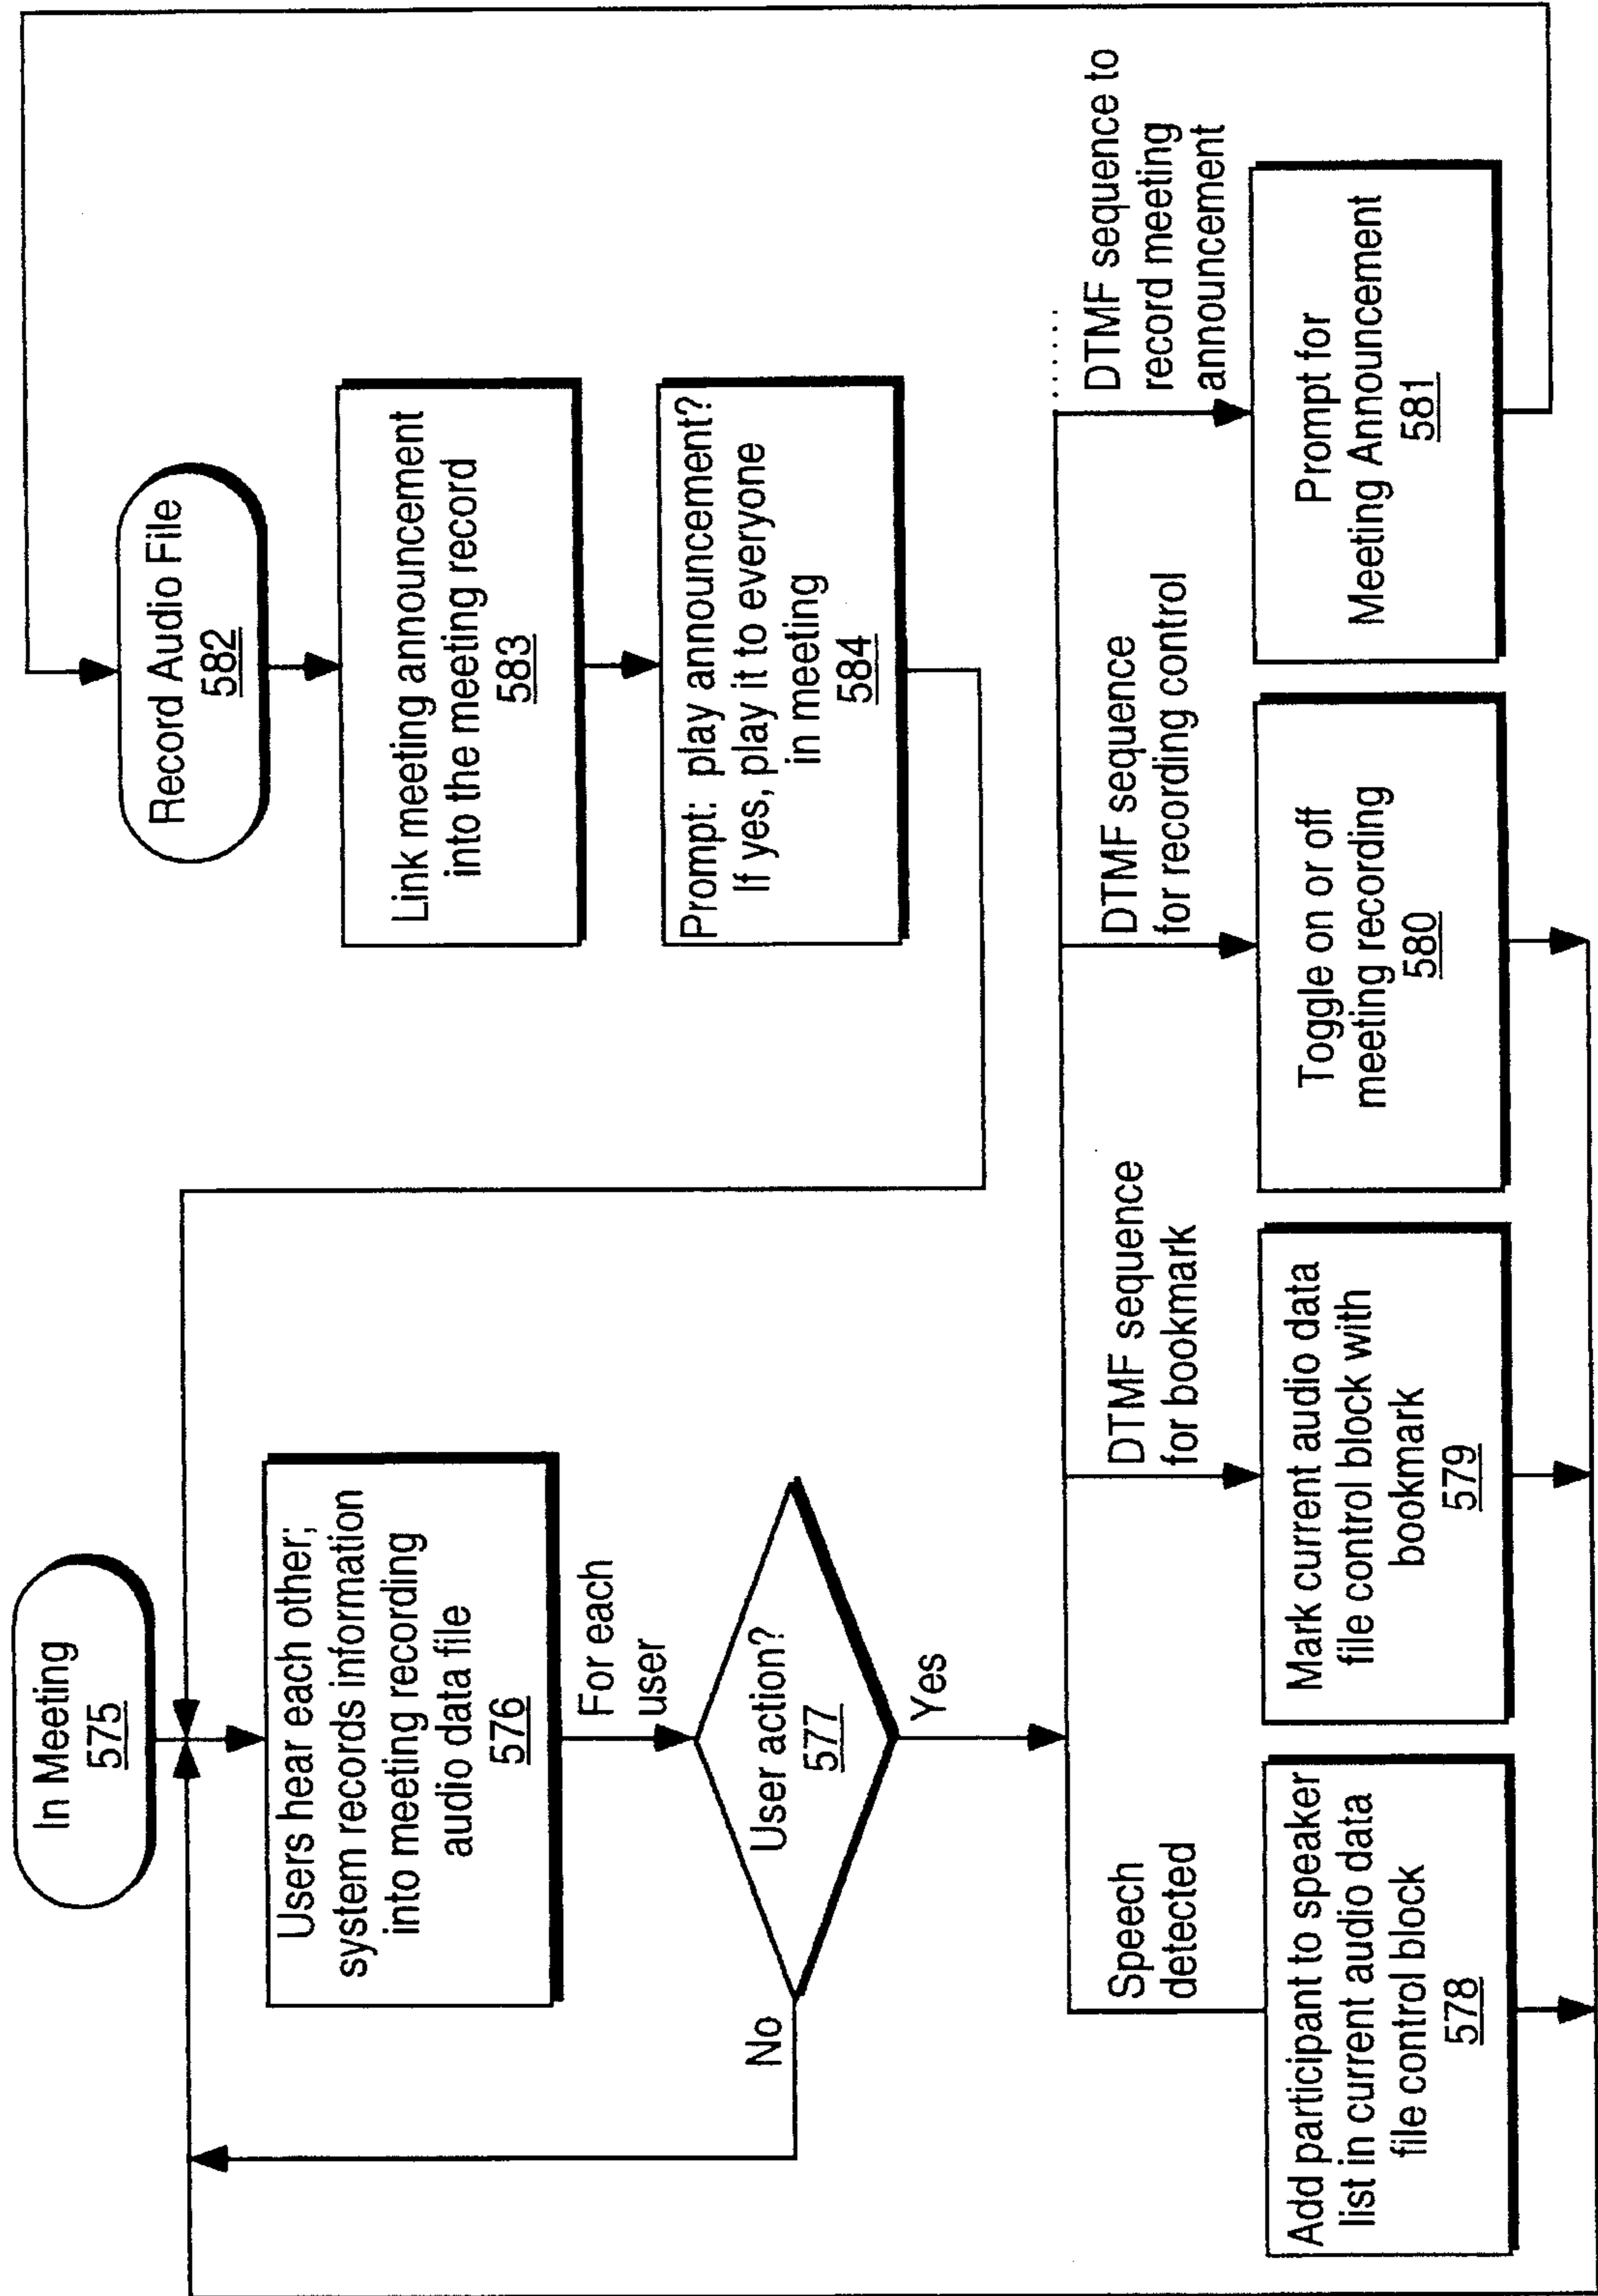 In Meeting
575
Users hear each other;
system records information
into meeting recording
audio data file
576
For each
user
User action?
577
No
Yes
Record Audio File
582
Link meeting announcement
into the meeting record
583
Prompt: play announcement?
If yes, play it to everyone
in meeting
584
Speech
detected
DTMF sequence
for bookmark
DTMF sequence
for recording control
DTMF sequence to
record meeting
announcement
Add participant to speaker
list in current audio data
file control block
578
Mark current audio data
file control block with
bookmark
579
Toggle on or off
meeting recording
580
Prompt for
Meeting Announcement
581